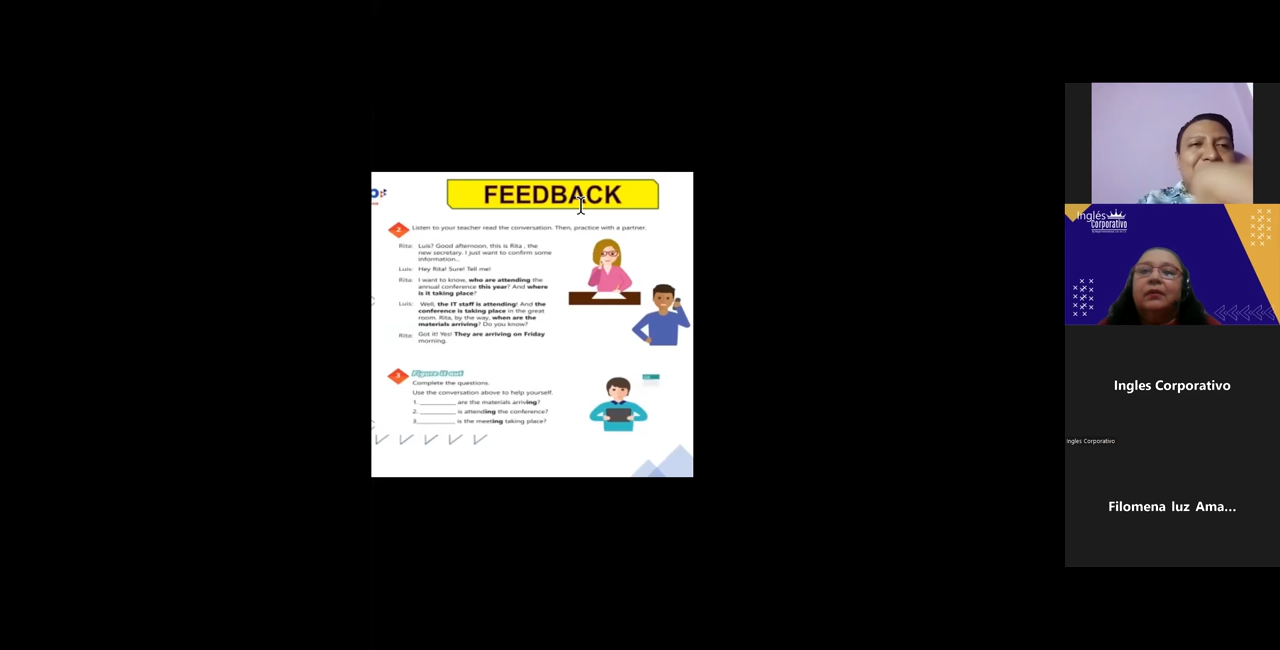 FEEDBACK
2 Listen to your teacher read the conversation. Then, practice with a partner.
Rita: Luis? Good afternoon, this is Rita , the
new secretary. I just want to confirm some
information...
Luis: Hey Rita! Sure! Tell me!
Rita: I want to know, who are attending the
annual conference this year? And where
is it taking place?
Luis: Well, the IT staff is attending! And the
conference is taking place in the great
room. Rita, by the way, when are the
materials arriving? Do you know?
Rita: Got it! Yes! They are arriving on Friday
morning.
3 Figure it out
Complete the questions.
Use the conversation above to help yourself.
1. ________ are the materials arriving?
2. ________ is attending the conference?
3.________ is the meeting taking place?
Inglés
Corporativo
Ingles Corporativo
Ingles Corporativo
Filomena luz Ama...